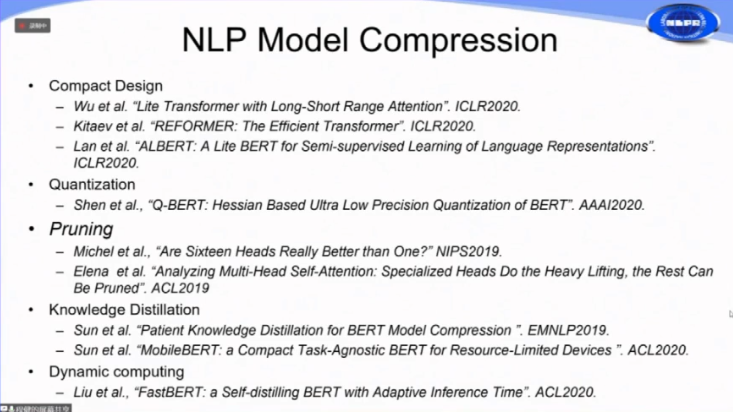 NLPR
NLP Model Compression
• Compact Design
– Wu et al. “Lite Transformer with Long-Short Range Attention”. ICLR2020.
– Kitaev et al. “REFORMER: The Efficient Transformer”. ICLR2020.
– Lan et al. “ALBERT: A Lite BERT for Semi-supervised Learning of Language Representations”.
ICLR2020.
• Quantization
– Shen et al., “Q-BERT: Hessian Based Ultra Low Precision Quantization of BERT”. AAAI2020.
• Pruning
– Michel et al., “Are Sixteen Heads Really Better than One?” NIPS2019.
– Elena et al. “Analyzing Multi-Head Self-Attention: Specialized Heads Do the Heavy Lifting, the Rest Can
Be Pruned”. ACL2019
• Knowledge Distillation
– Sun et al. “Patient Knowledge Distillation for BERT Model Compression ”. EMNLP2019.
– Sun et al. “MobileBERT: a Compact Task-Agnostic BERT for Resource-Limited Devices ”. ACL2020.
• Dynamic computing
– Liu et al., “FastBERT: a Self-distilling BERT with Adaptive Inference Time”. ACL2020.
的屏幕共享